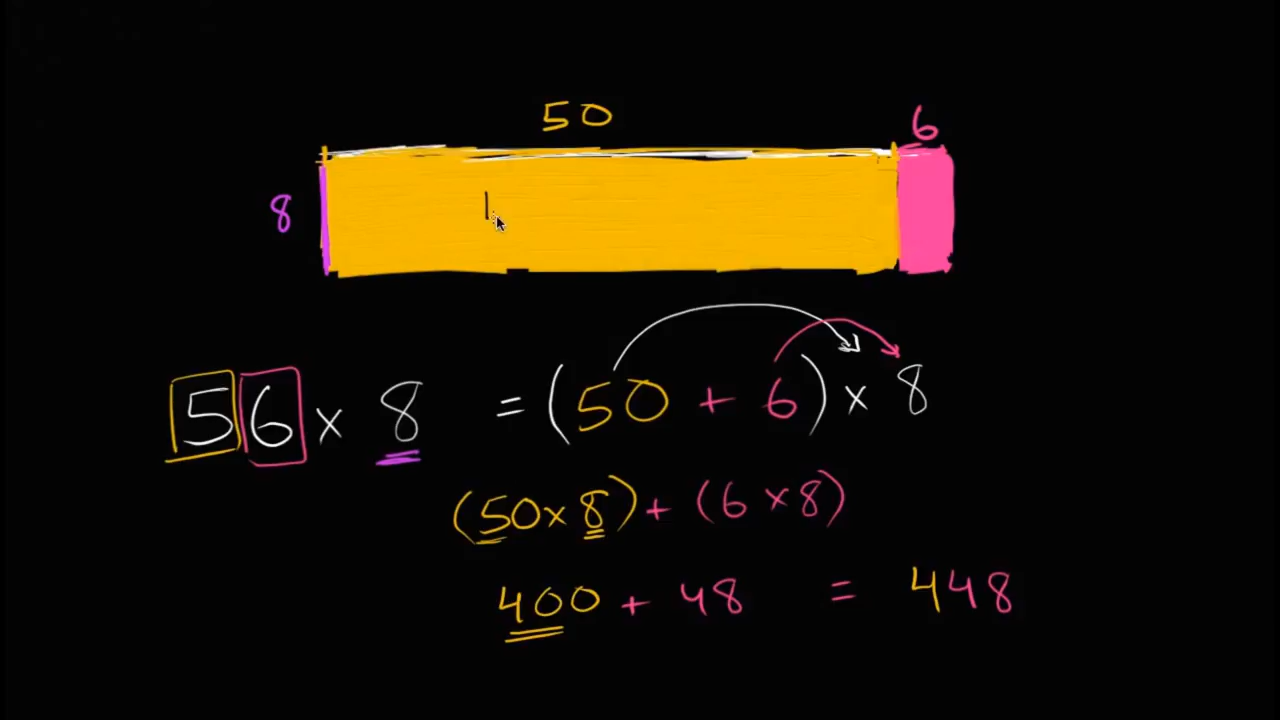 50 6
8
56 × 8 = (50 + 6) × 8
(50×8) + (6×8)
400 + 48 = 448